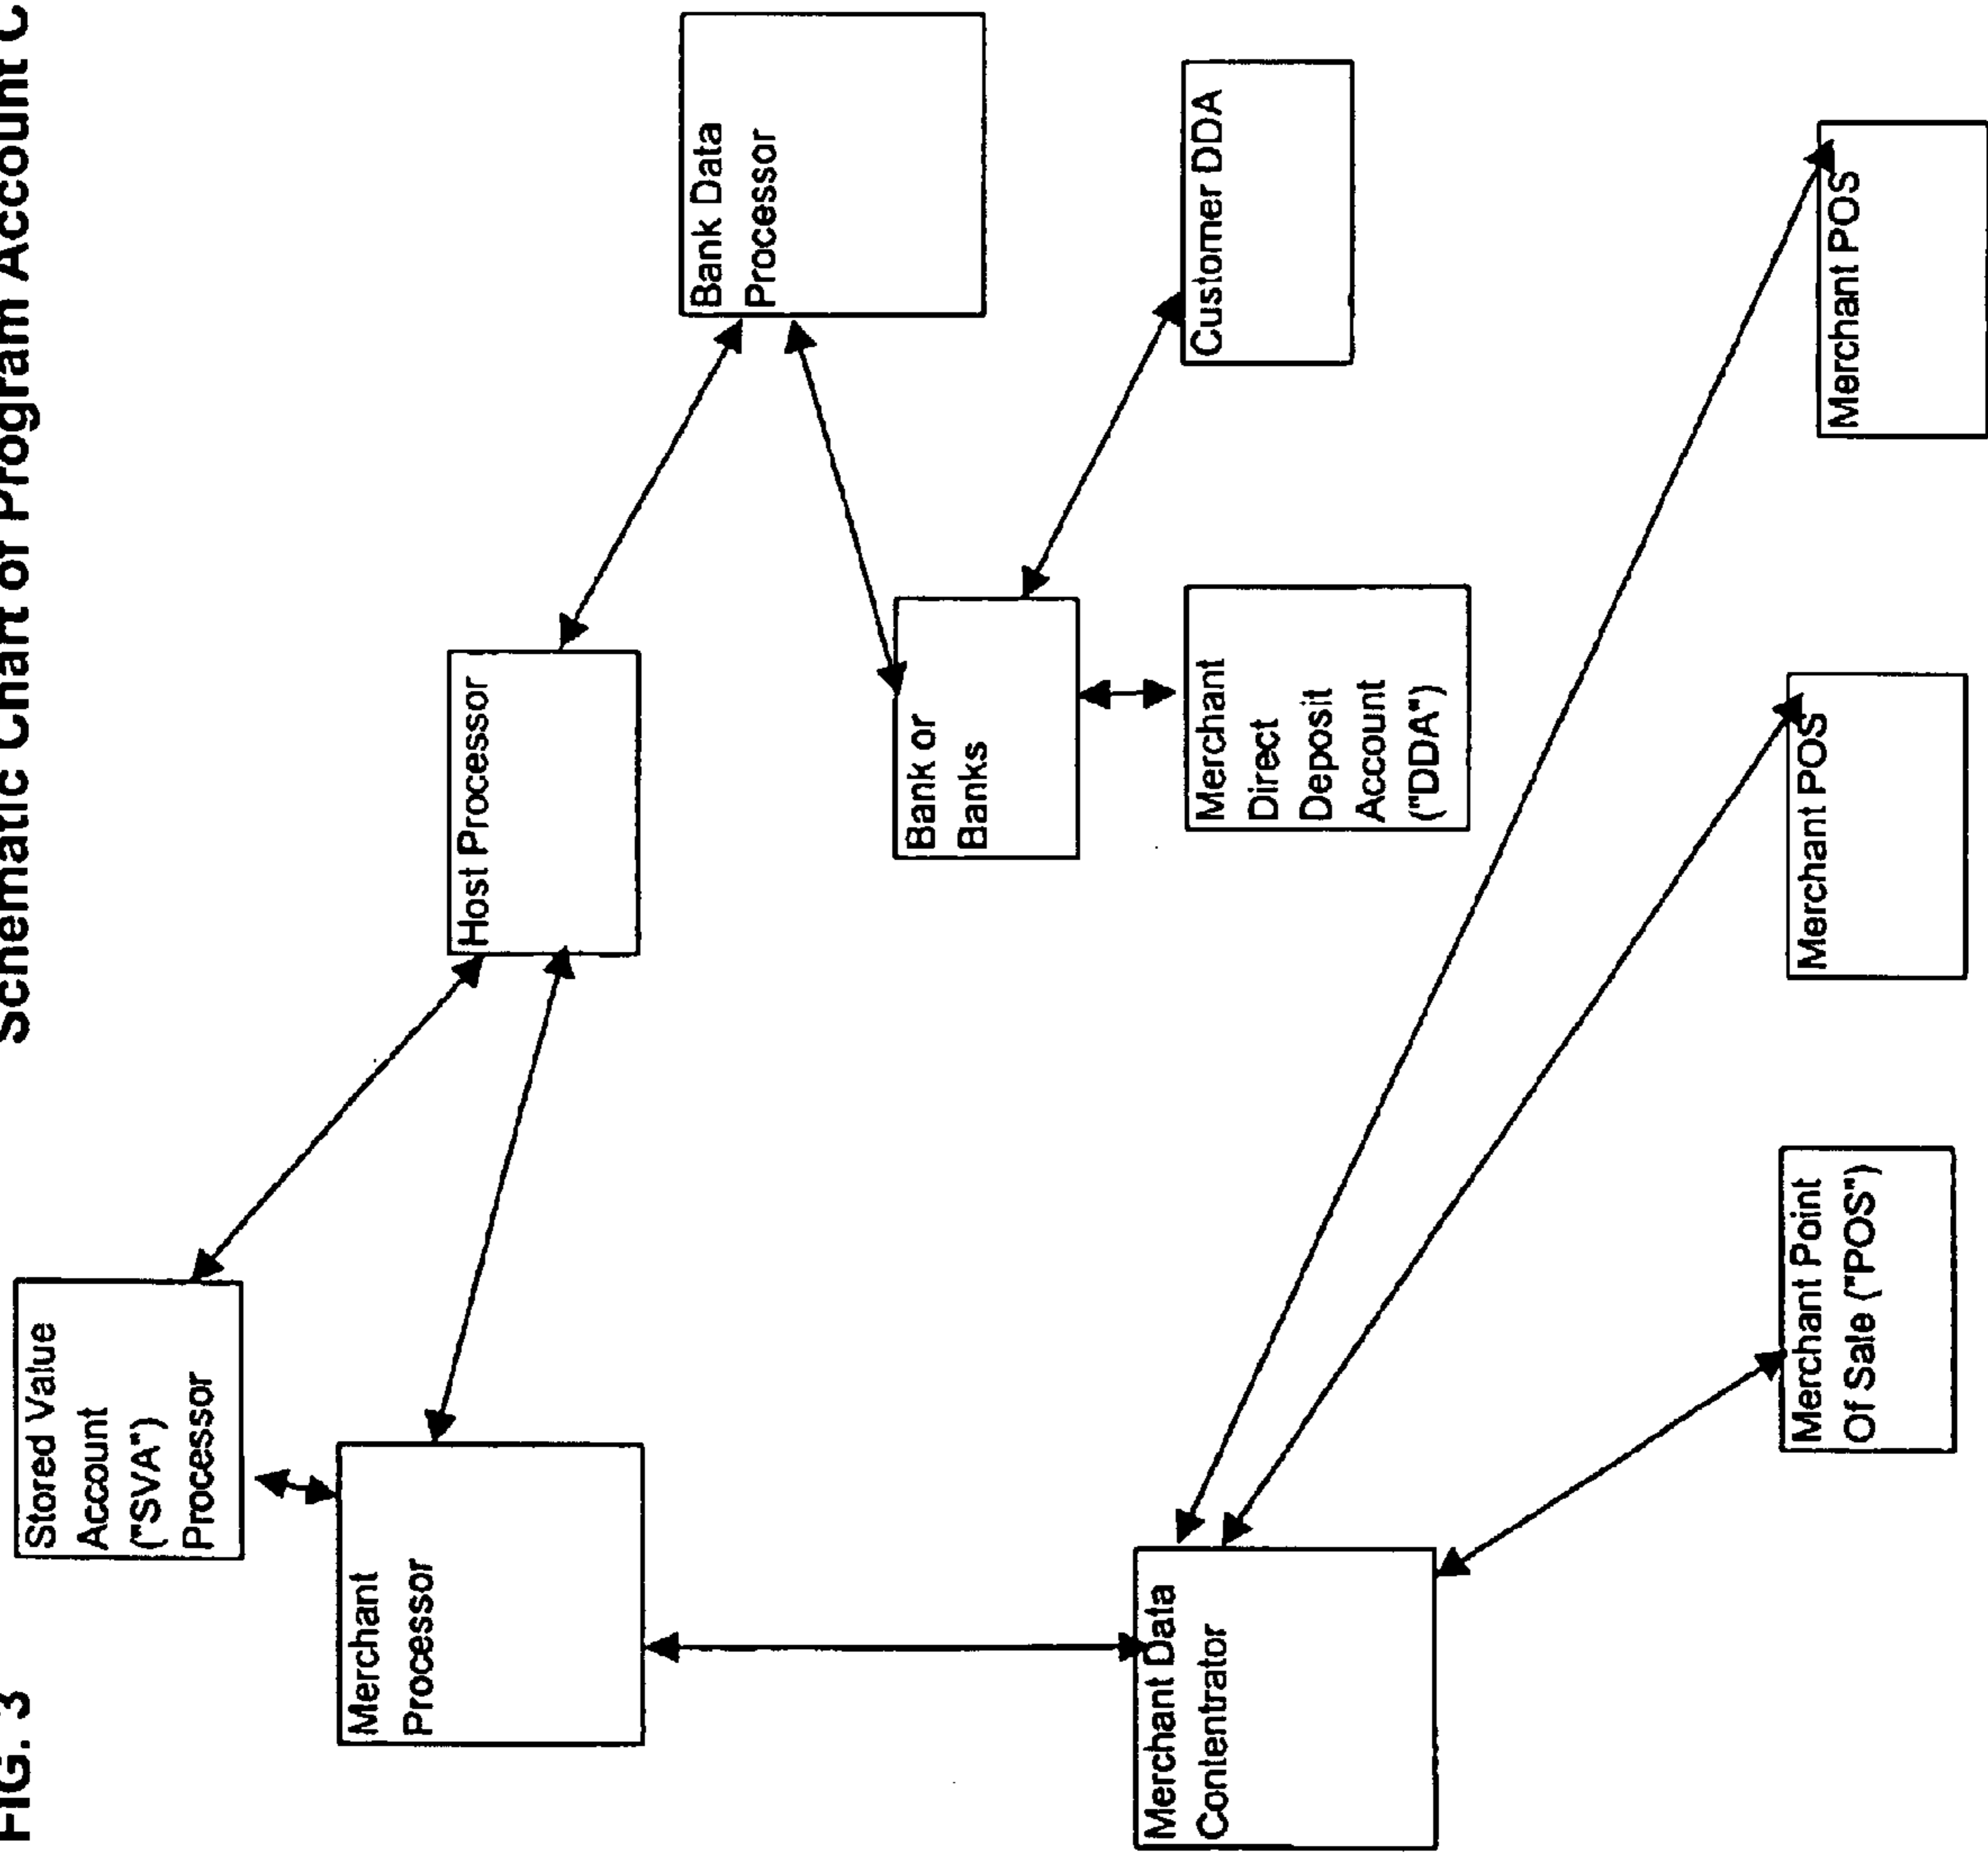 FIG. 3
Schematic Chart of Program Account C
Stored Value
Account
("SVA")
Processor
Merchant
Processor
Host Processor
Bank Data
Processor
Bank or
Banks
Customer DDA
Merchant
Direct
Deposit
Account
("DDA")
Merchant Data
Contentrator
Merchant Point
Of Sale ("POS")
Merchant POS
Merchant POS